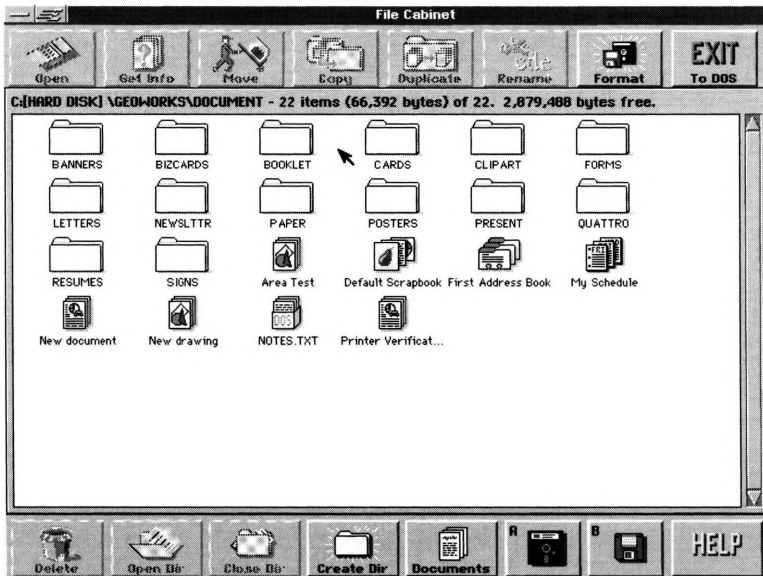 File Cabinet
Open Get Info Move Copy Duplicate Rename Format EXIT To DOS
C:[HARD DISK] \GEOWORKS\DOCUMENT - 22 items (66,392 bytes) of 22. 2,879,488 bytes free.
BANNERS BIZCARDS BOOKLET CARDS CLIPART FORMS
LETTERS NEWSLTTR PAPER POSTERS PRESENT QUATTRO
RESUMES SIGNS Area Test Default Scrapbook First Address Book My Schedule
New document New drawing NOTES.TXT Printer Verificat...
Delete Open Dir Close Dir Create Dir Documents A B HELP